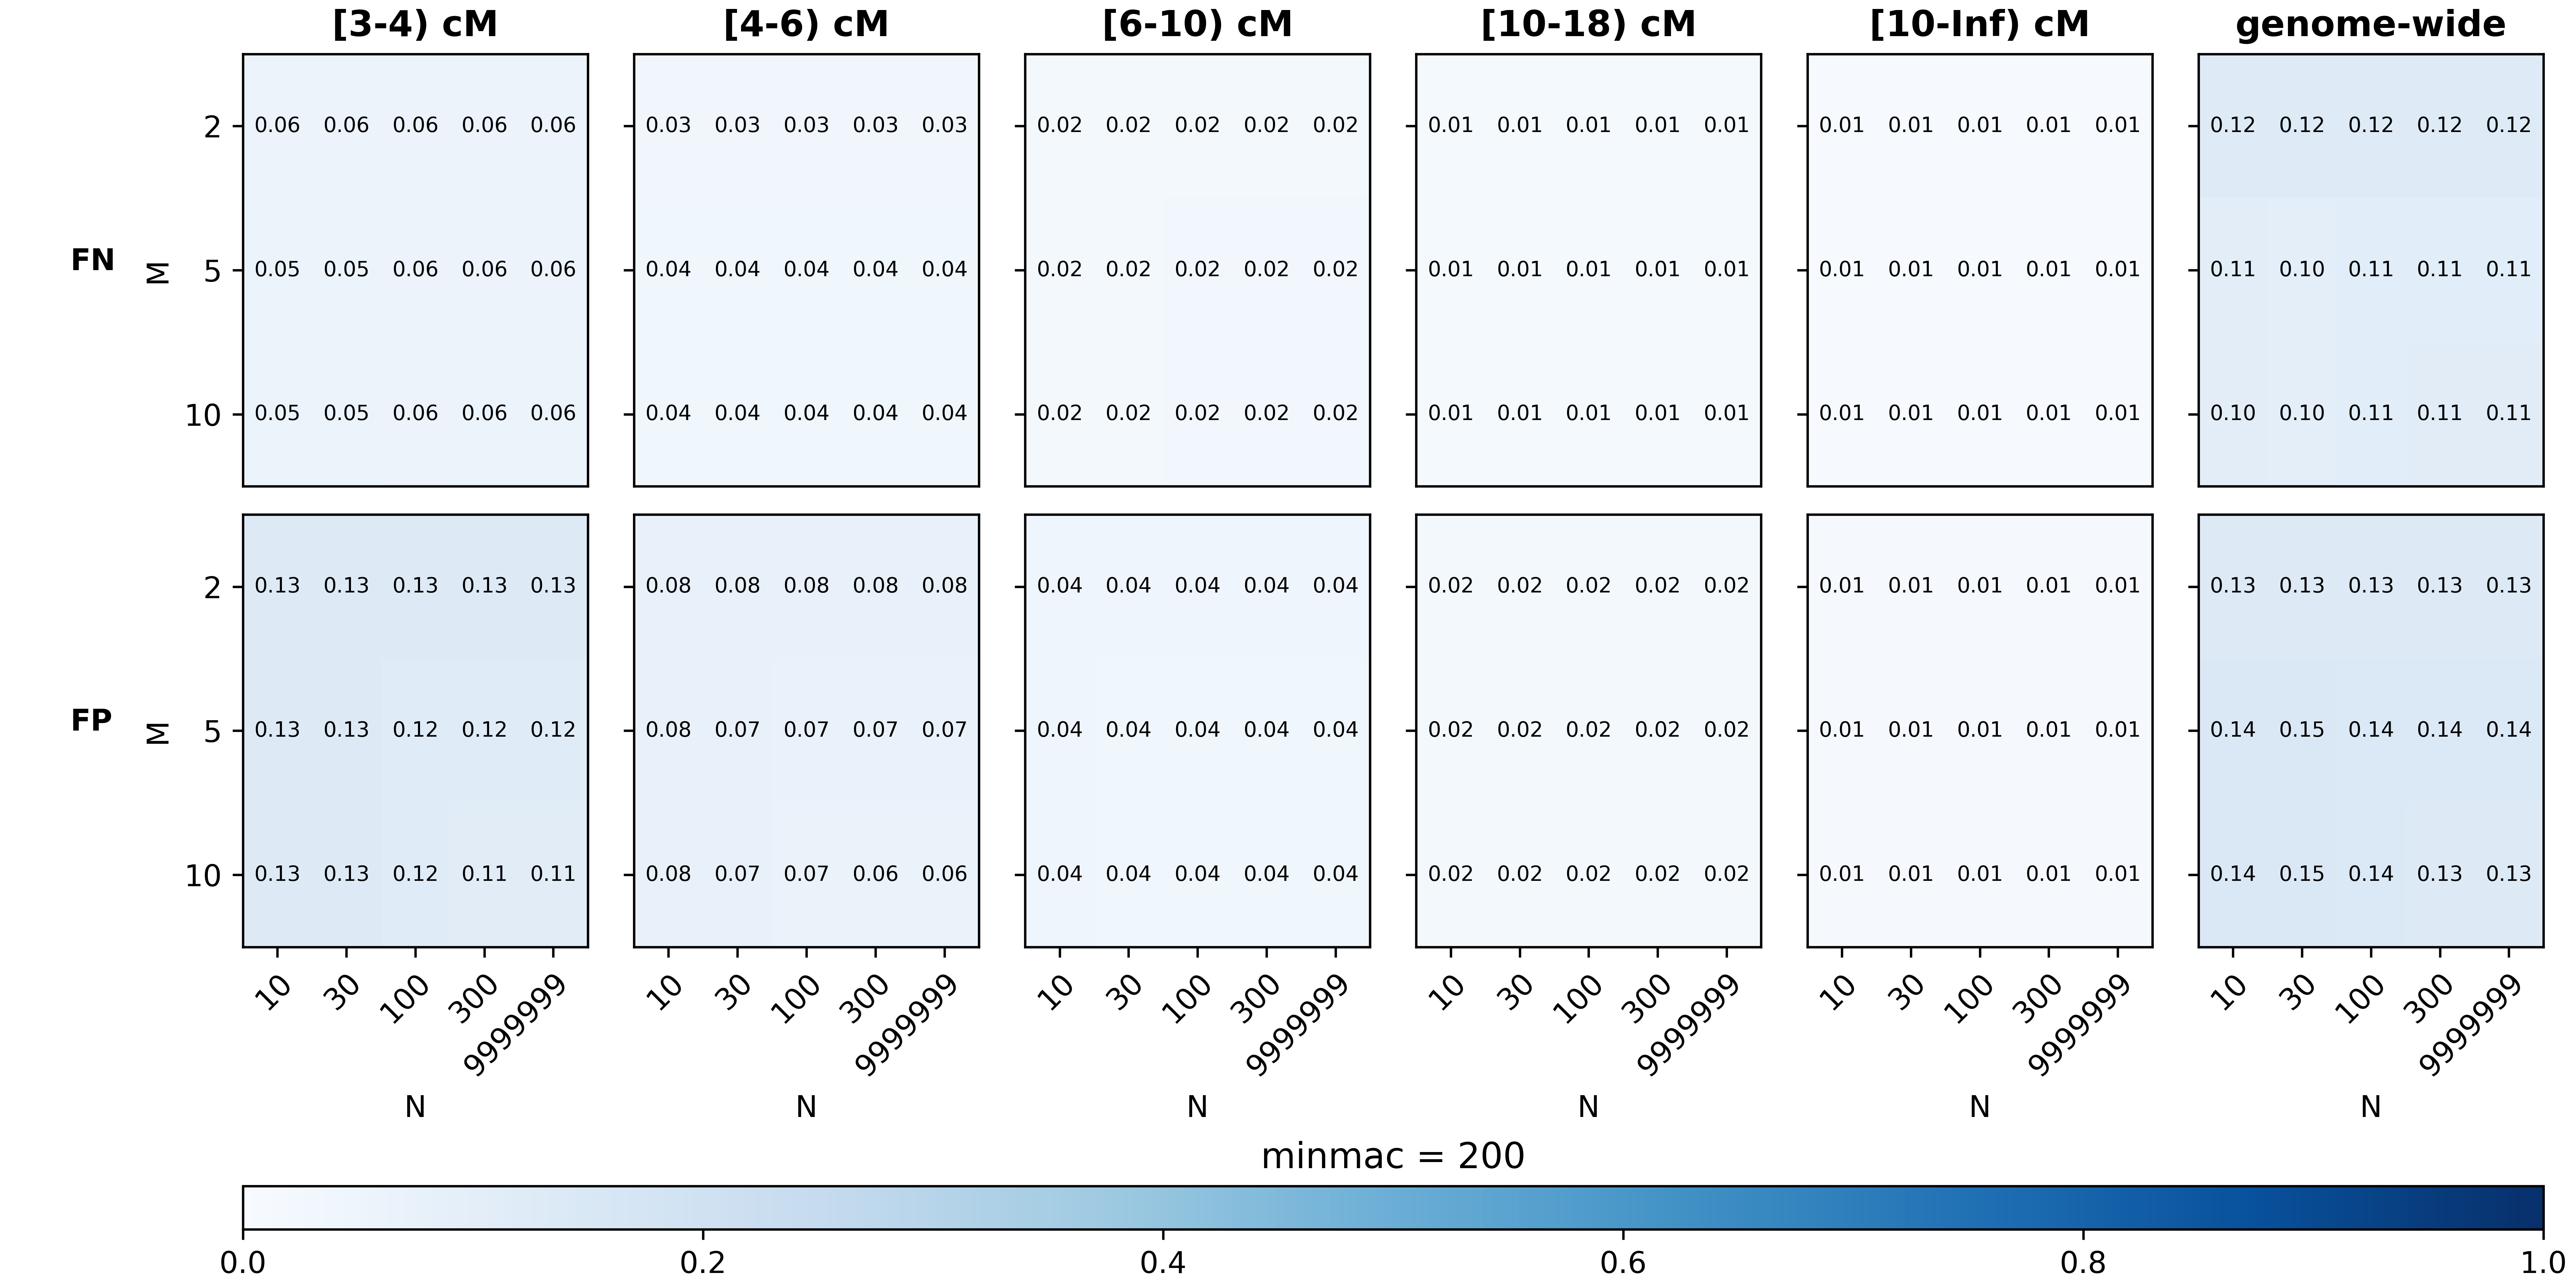 [3-4) cM [4-6) cM [6-10) cM [10-18) cM [10-Inf) cM genome-wide
2 0.06 0.06 0.06 0.06 0.06 0.03 0.03 0.03 0.03 0.03 0.02 0.02 0.02 0.02 0.02 0.01 0.01 0.01 0.01 0.01 0.01 0.01 0.01 0.01 0.01 0.12 0.12 0.12 0.12 0.12
FN M 5 0.05 0.05 0.06 0.06 0.06 0.04 0.04 0.04 0.04 0.04 0.02 0.02 0.02 0.02 0.02 0.01 0.01 0.01 0.01 0.01 0.01 0.01 0.01 0.01 0.01 0.11 0.10 0.11 0.11 0.11
10 0.05 0.05 0.06 0.06 0.06 0.04 0.04 0.04 0.04 0.04 0.02 0.02 0.02 0.02 0.02 0.01 0.01 0.01 0.01 0.01 0.01 0.01 0.01 0.01 0.01 0.10 0.10 0.11 0.11 0.11
2 0.13 0.13 0.13 0.13 0.13 0.08 0.08 0.08 0.08 0.08 0.04 0.04 0.04 0.04 0.04 0.02 0.02 0.02 0.02 0.02 0.01 0.01 0.01 0.01 0.01 0.13 0.13 0.13 0.13 0.13
FP M 5 0.13 0.13 0.12 0.12 0.12 0.08 0.07 0.07 0.07 0.07 0.04 0.04 0.04 0.04 0.04 0.02 0.02 0.02 0.02 0.02 0.01 0.01 0.01 0.01 0.01 0.14 0.15 0.14 0.14 0.14
10 0.13 0.13 0.12 0.11 0.11 0.08 0.07 0.07 0.06 0.06 0.04 0.04 0.04 0.04 0.04 0.02 0.02 0.02 0.02 0.02 0.01 0.01 0.01 0.01 0.01 0.14 0.15 0.14 0.13 0.13
10 30 100 300 99999999 10 30 100 300 99999999 10 30 100 300 99999999 10 30 100 300 99999999 10 30 100 300 99999999 10 30 100 300 99999999
N N N N N N
minmac = 200
0.0 0.2 0.4 0.6 0.8 1.0